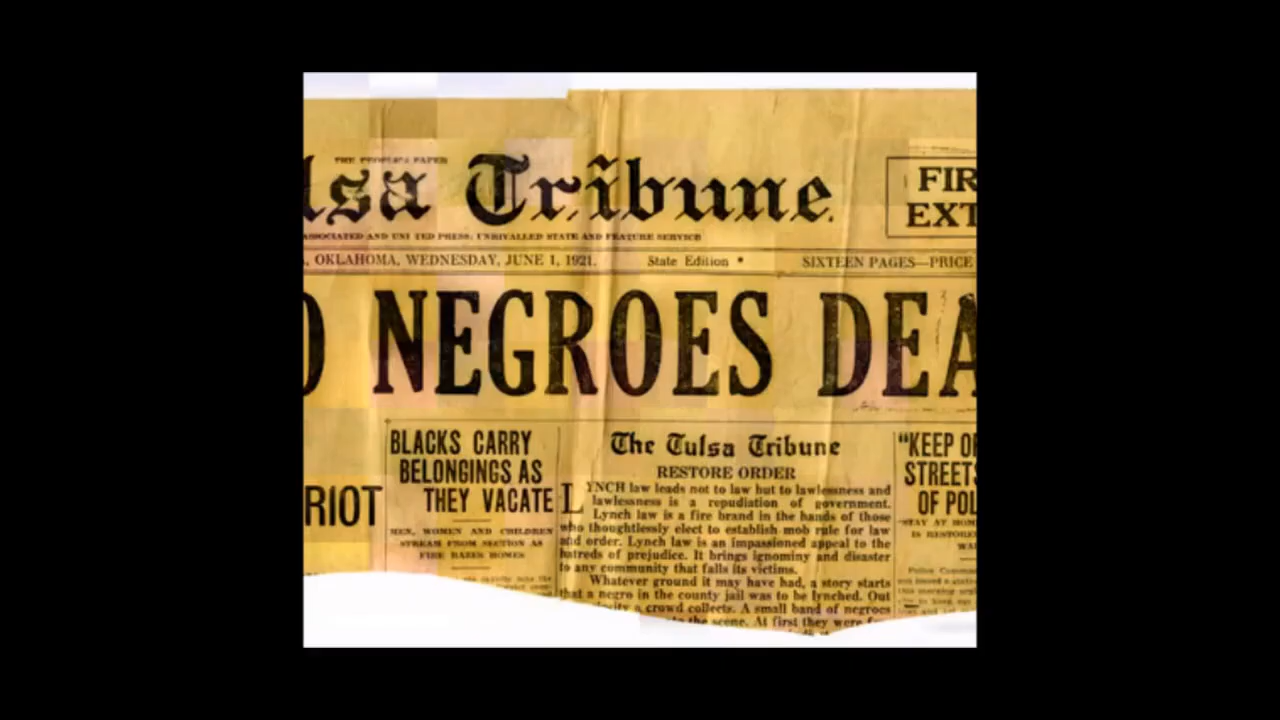 THE PEOPLE'S PAPER
lsa Tribune.
ASSOCIATED AND UNITED PRESS: UNRIVALLED STATE AND FEATURE SERVICE
, OKLAHOMA, WEDNESDAY, JUNE 1, 1921.
State Edition *
SIXTEEN PAGES—PRICE
FIR
EXT
NEGROES DEA
RIOT
BLACKS CARRY
BELONGINGS AS
THEY VACATE
MEN, WOMEN AND CHILDREN
STREAM FROM SECTION AS
FIRE RAZES HOMES
The Tulsa Tribune
RESTORE ORDER
LYNCH law leads not to law but to lawlessness and
lawlessness is a repudiation of government.
Lynch law is a fire brand in the hands of those
who thoughtlessly elect to establish mob rule for law
and order. Lynch law is an impassioned appeal to the
hatreds of prejudice. It brings ignominy and disaster
to any community that falls its victims.
Whatever ground it may have had, a story starts
that a negro in the county jail was to be lynched. Out
a crowd collects. A small band of negroes
the scene. At first they were
"KEEP O
STREETS
OF POL
STAY AT HOM
IS RESTORE
Police Comm